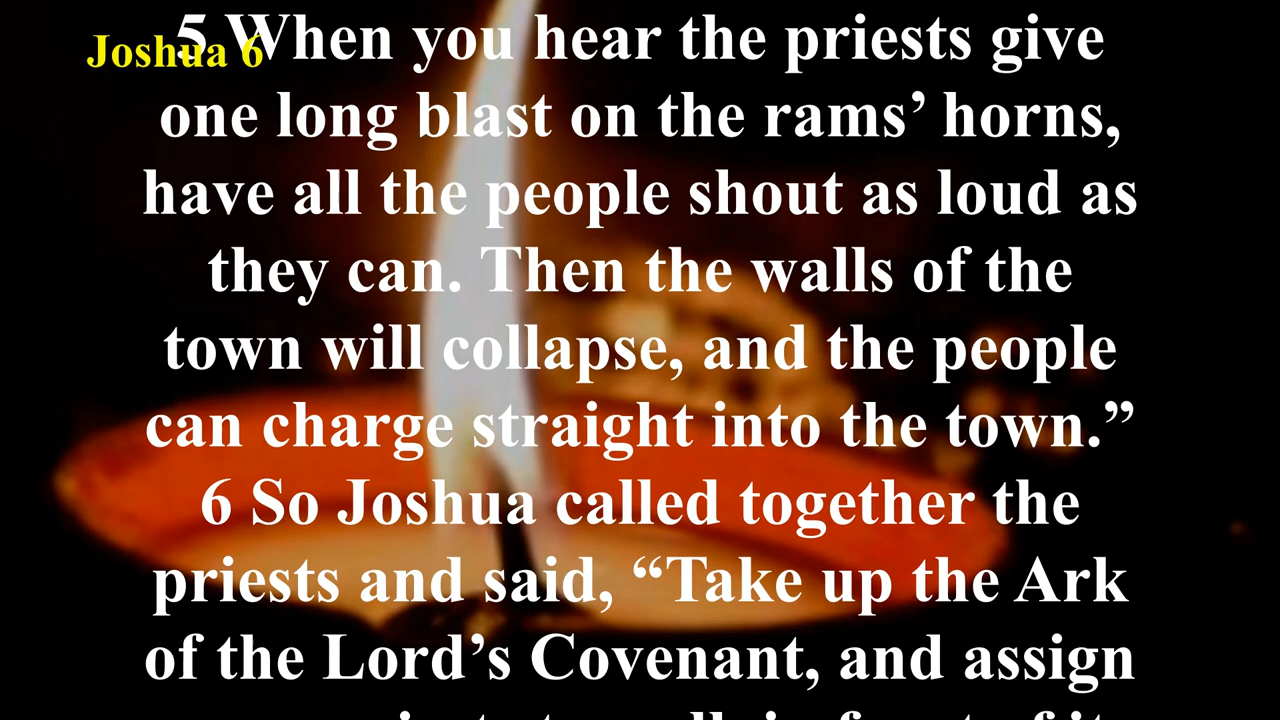 Joshua 6
5 When you hear the priests give
one long blast on the rams’ horns,
have all the people shout as loud as
they can. Then the walls of the
town will collapse, and the people
can charge straight into the town.”
6 So Joshua called together the
priests and said, “Take up the Ark
of the Lord’s Covenant, and assign